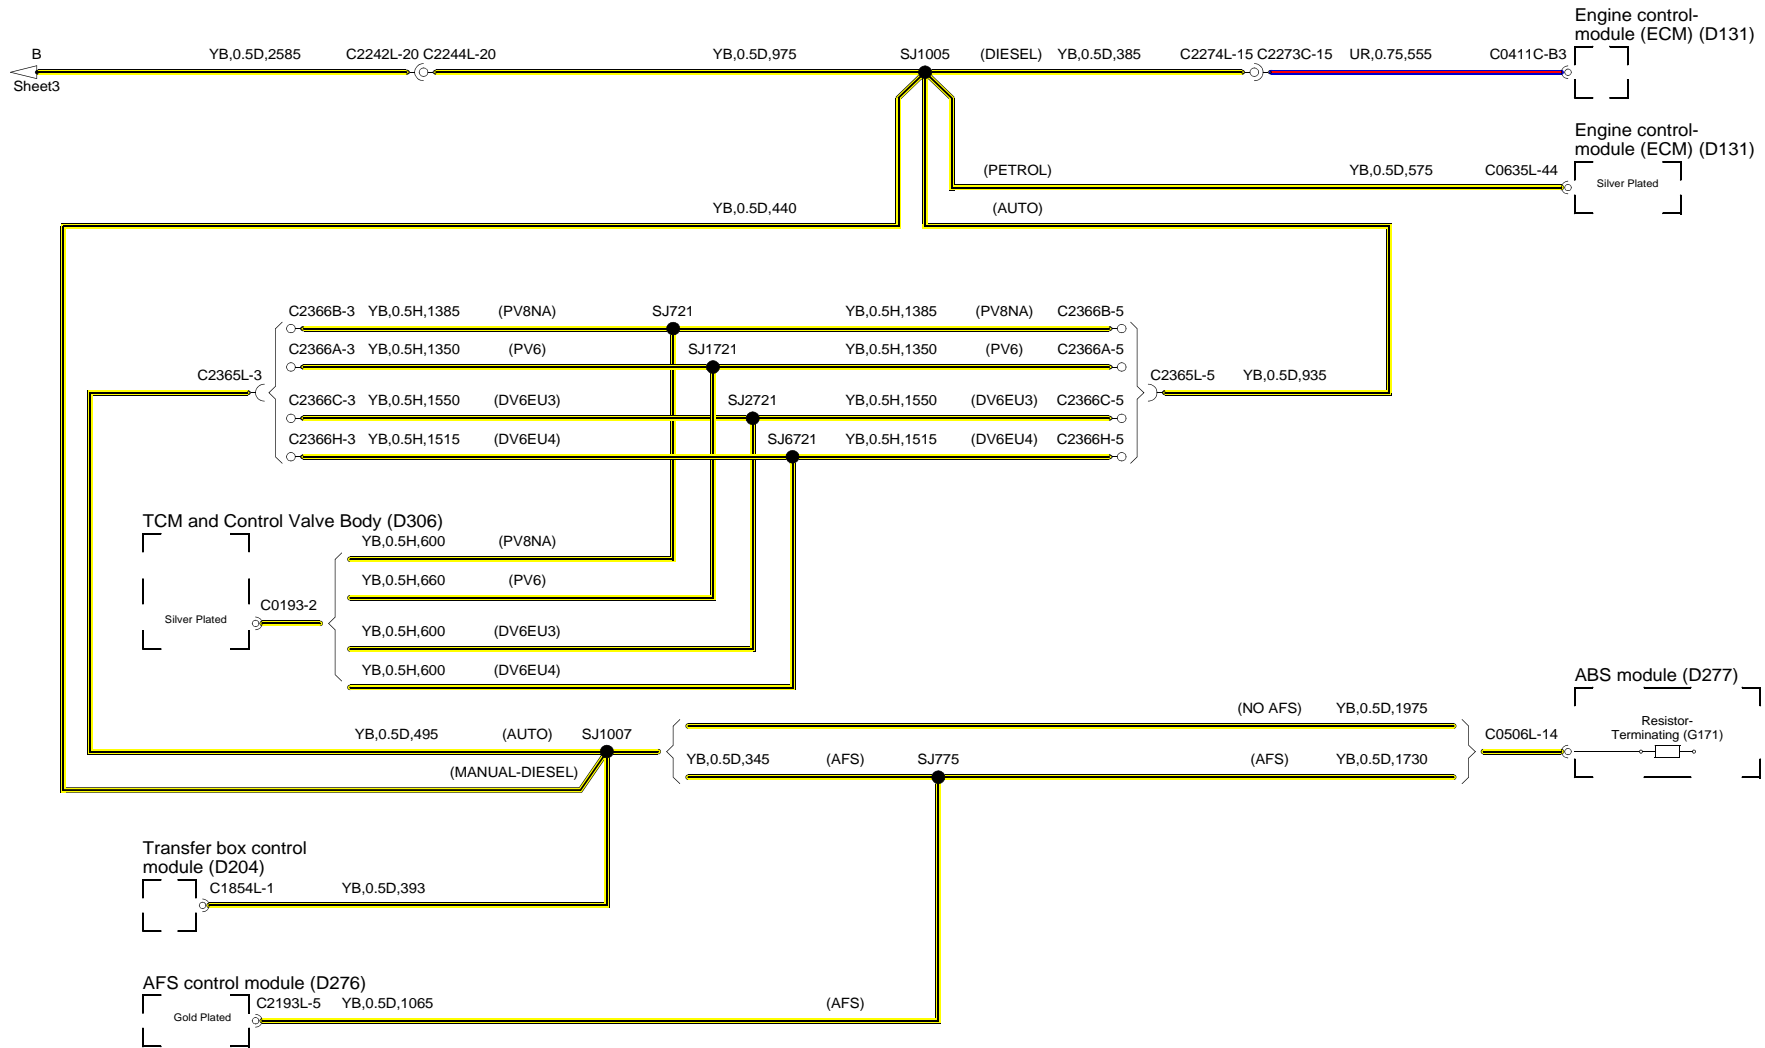 Engine control-
module (ECM) (D131)
B YB,0.5D,2585 C2242L-20 C2244L-20 YB,0.5D,975 SJ1005 (DIESEL) YB,0.5D,385 C2274L-15 C2273C-15 UR,0.75,555 C0411C-B3
Sheet3
Engine control-
module (ECM) (D131)
(PETROL) YB,0.5D,575 C0635L-44
Silver Plated
YB,0.5D,440 (AUTO)
C2366B-3 YB,0.5H,1385 (PV8NA) SJ721 YB,0.5H,1385 (PV8NA) C2366B-5
C2366A-3 YB,0.5H,1350 (PV6) SJ1721 YB,0.5H,1350 (PV6) C2366A-5
C2365L-3 C2365L-5 YB,0.5D,935
C2366C-3 YB,0.5H,1550 (DV6EU3) SJ2721 YB,0.5H,1550 (DV6EU3) C2366C-5
C2366H-3 YB,0.5H,1515 (DV6EU4) SJ6721 YB,0.5H,1515 (DV6EU4) C2366H-5
TCM and Control Valve Body (D306)
YB,0.5H,600 (PV8NA)
YB,0.5H,660 (PV6)
C0193-2
Silver Plated
YB,0.5H,600 (DV6EU3)
YB,0.5H,600 (DV6EU4)
ABS module (D277)
(NO AFS) YB,0.5D,1975
Resistor-
Terminating (G171)
YB,0.5D,495 (AUTO) SJ1007 C0506L-14
YB,0.5D,345 (AFS) SJ775 (AFS) YB,0.5D,1730
(MANUAL-DIESEL)
Transfer box control
module (D204)
C1854L-1 YB,0.5D,393
AFS control module (D276)
C2193L-5 YB,0.5D,1065 (AFS)
Gold Plated